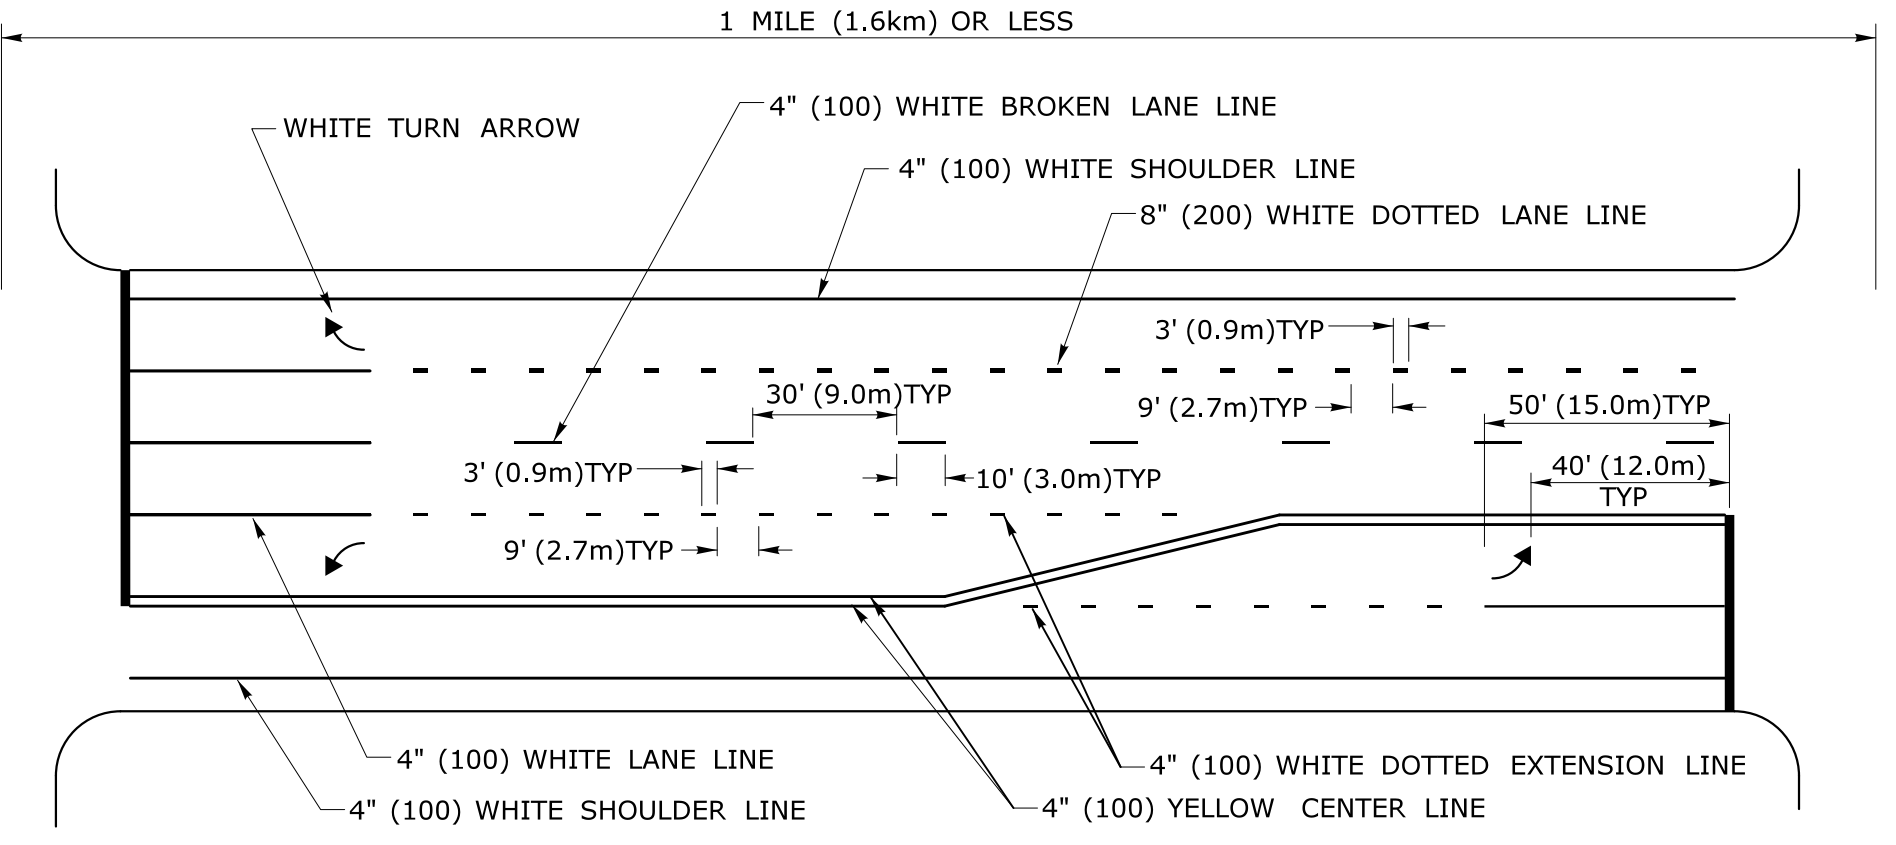 1 MILE (1.6km) OR LESS
4" (100) WHITE BROKEN LANE LINE
WHITE TURN ARROW
4" (100) WHITE SHOULDER LINE
8" (200) WHITE DOTTED LANE LINE
3' (0.9m)TYP
30' (9.0m)TYP
9' (2.7m)TYP
50' (15.0m)TYP
3' (0.9m)TYP
10' (3.0m)TYP
40' (12.0m)
TYP
9' (2.7m)TYP
4" (100) WHITE LANE LINE
4" (100) WHITE DOTTED EXTENSION LINE
4" (100) WHITE SHOULDER LINE
4" (100) YELLOW CENTER LINE